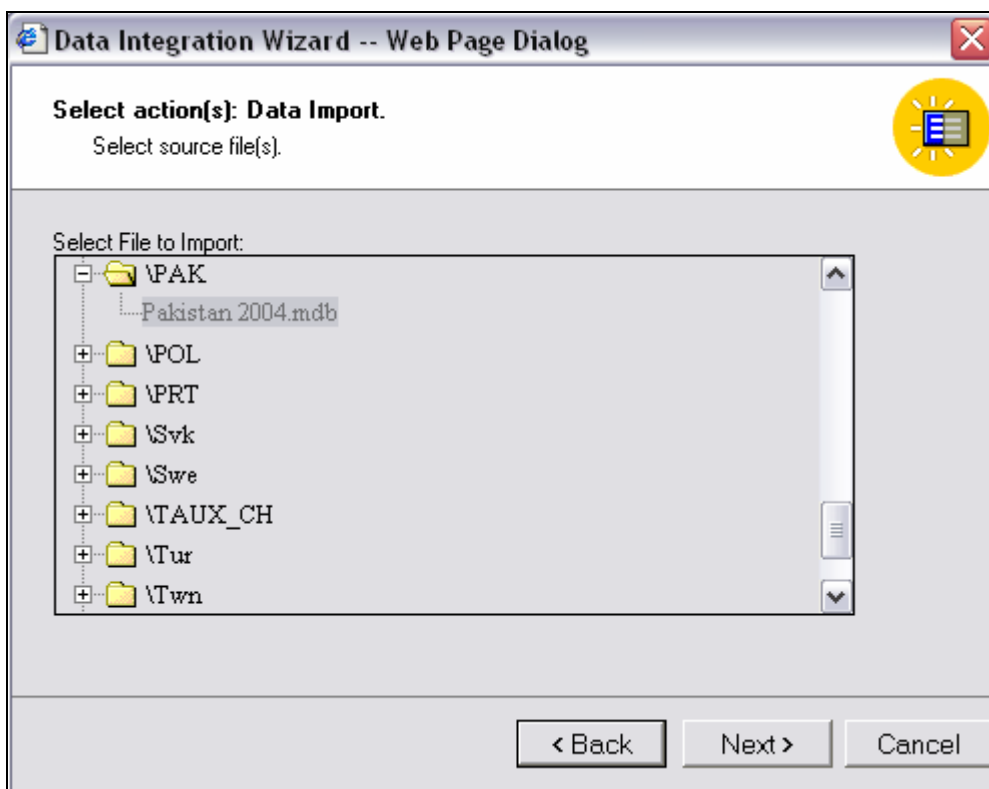 Data Integration Wizard -- Web Page Dialog
Select action(s): Data Import.
Select source file(s).
Select File to Import:
\PAK
Pakistan 2004.mdb
\POL
\PRT
\Svk
\Swe
\TAUX_CH
\Tur
\Twn
< Back
Next >
Cancel